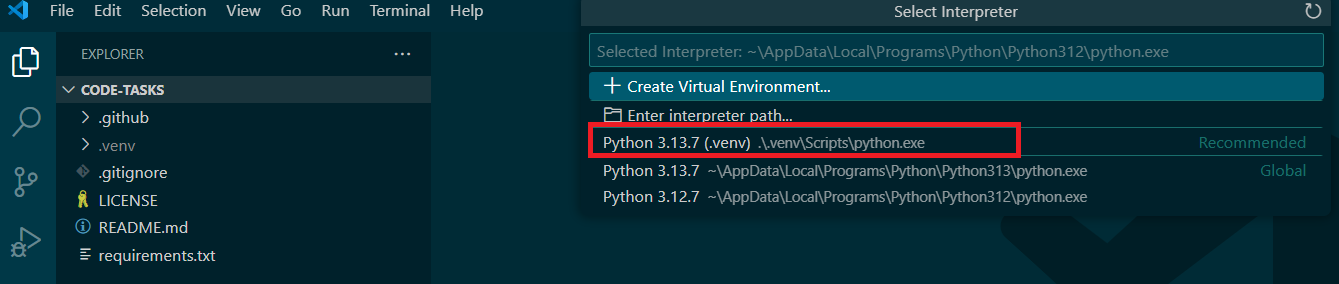 File Edit Selection View Go Run Terminal Help
EXPLORER ...
CODE-TASKS
.github
.venv
.gitignore
LICENSE
README.md
requirements.txt
Select Interpreter
Selected Interpreter: ~\AppData\Local\Programs\Python\Python312\python.exe
+ Create Virtual Environment...
Enter interpreter path...
Python 3.13.7 (.venv) .\.venv\Scripts\python.exe Recommended
Python 3.13.7 ~\AppData\Local\Programs\Python\Python313\python.exe Global
Python 3.12.7 ~\AppData\Local\Programs\Python\Python312\python.exe